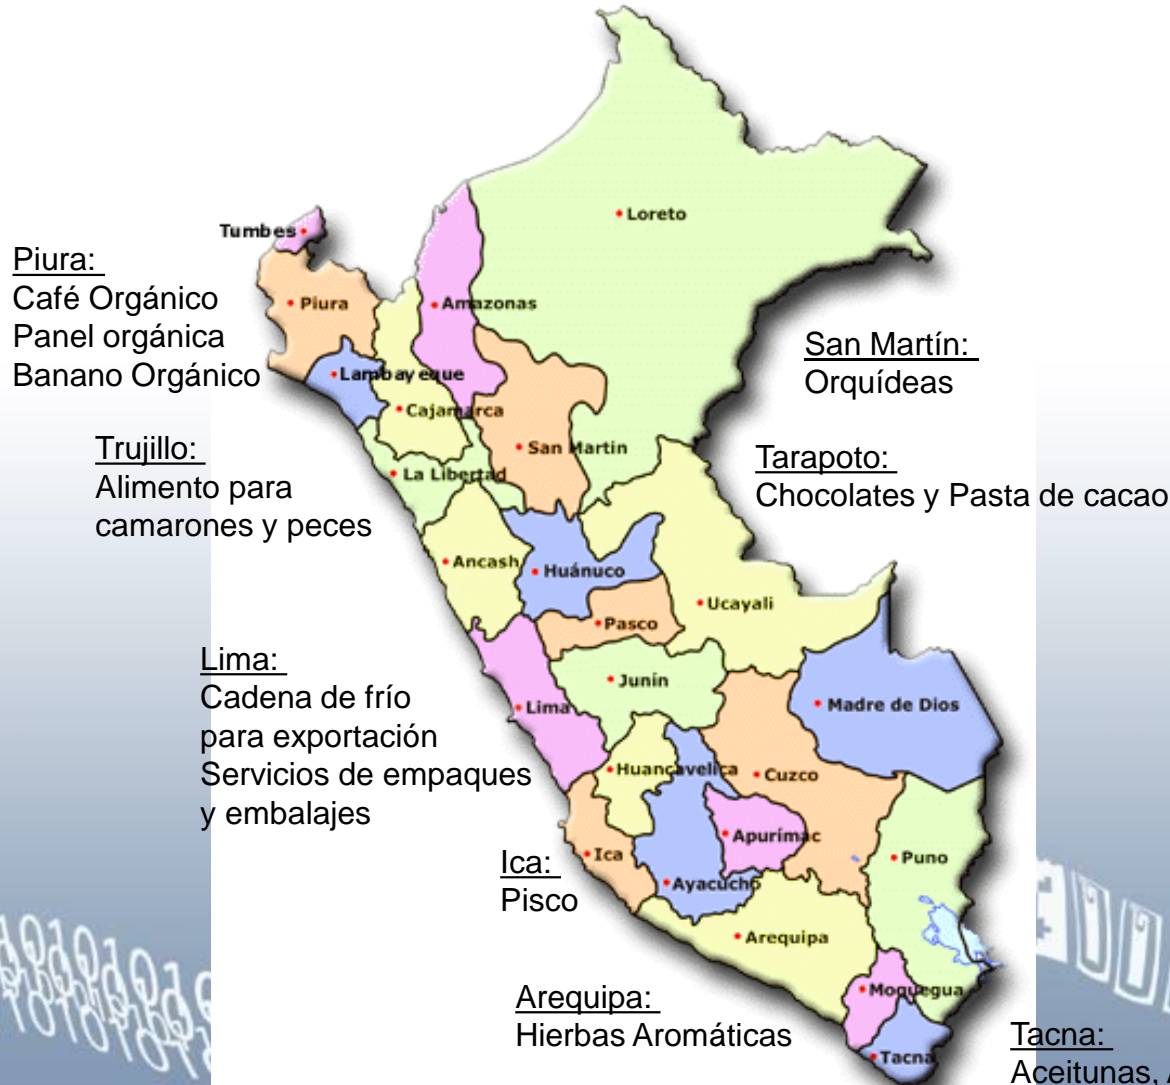 Loreto
Tumbes
Piura:
Café Orgánico
Panel orgánica
Banano Orgánico
Piura
Amazonas
San Martín:
Orquídeas
Lambayeque
Cajamarca
San Martin
Trujillo:
Alimento para
camarones y peces
La Libertad
Tarapoto:
Chocolates y Pasta de cacao
Ancash
Huánuco
Ucayali
Pasco
Lima:
Cadena de frío
para exportación
Servicios de empaques
y embalajes
Junín
Lima
Madre de Dios
Huancavelica
Cuzco
Apurímac
Ica
Puno
Ica:
Pisco
Ayacucho
Arequipa
Arequipa:
Hierbas Aromáticas
Moquegua
Tacna
Tacna:
Aceitunas.